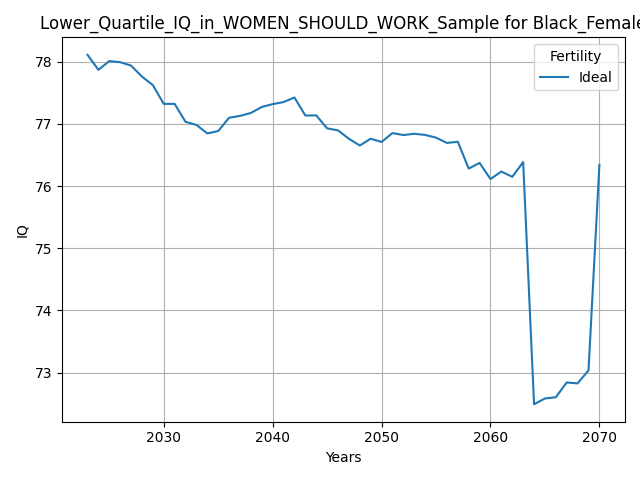 Lower_Quartile_IQ_in_WOMEN_SHOULD_WORK_Sample for Black_Female
Fertility
Ideal
78
77
76
75
74
73
IQ
2030 2040 2050 2060 2070
Years